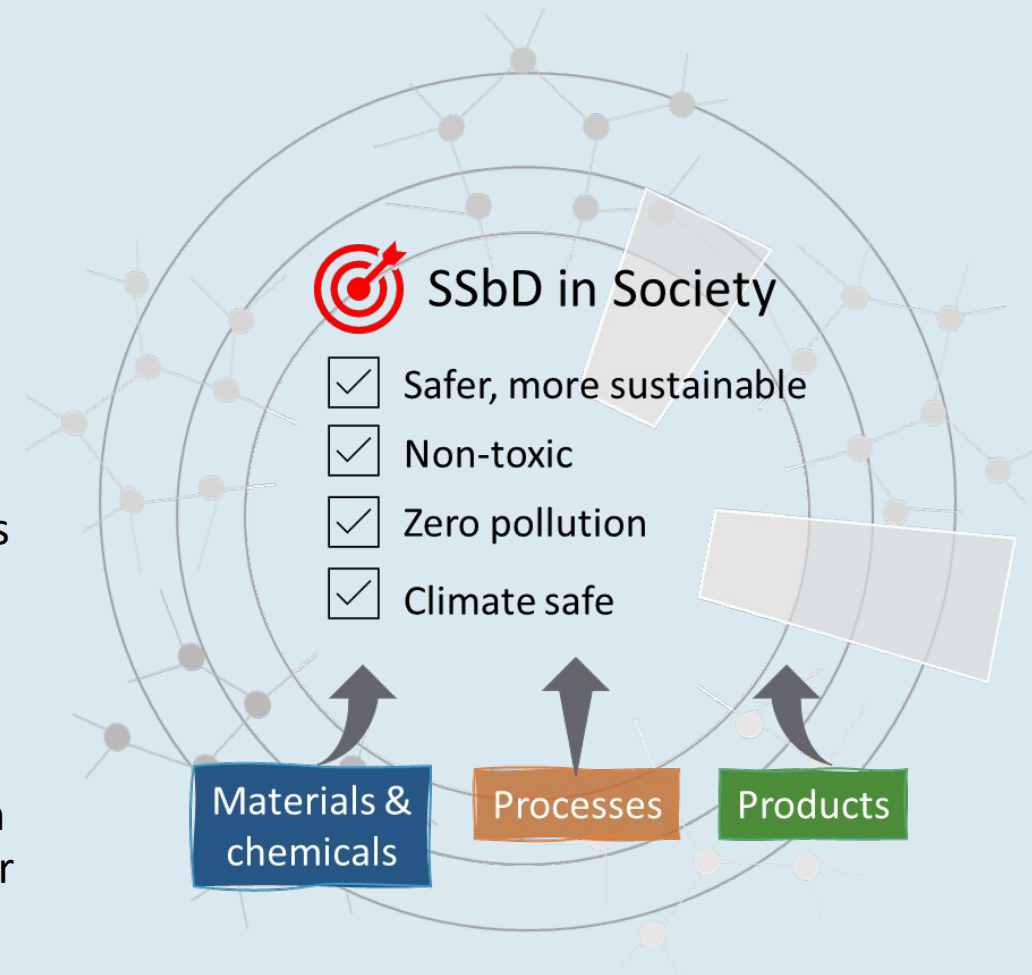 SSbD in Society
Safer, more sustainable
Non-toxic
Zero pollution
Climate safe
Materials &
chemicals
Processes
Products